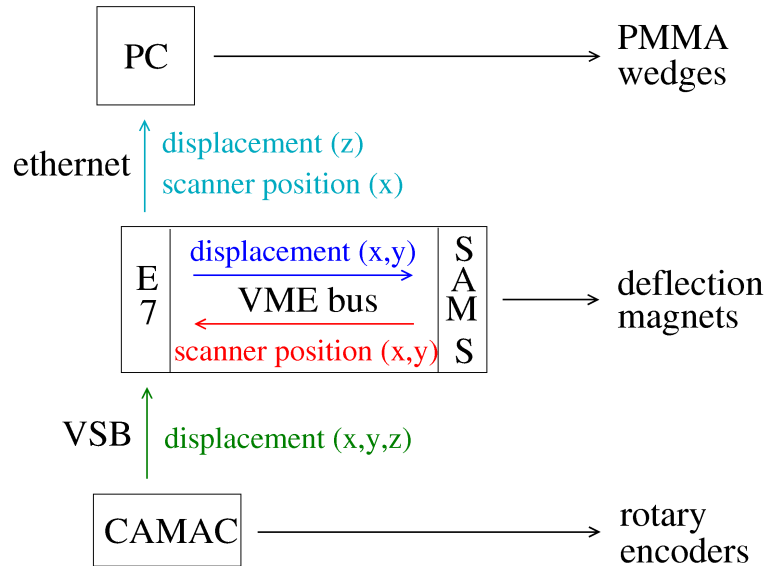 PC
PMMA
wedges
ethernet
displacement (z)
scanner position (x)
E
7
displacement (x,y)
VME bus
scanner position (x,y)
S
A
M
S
deflection
magnets
VSB
displacement (x,y,z)
CAMAC
rotary
encoders